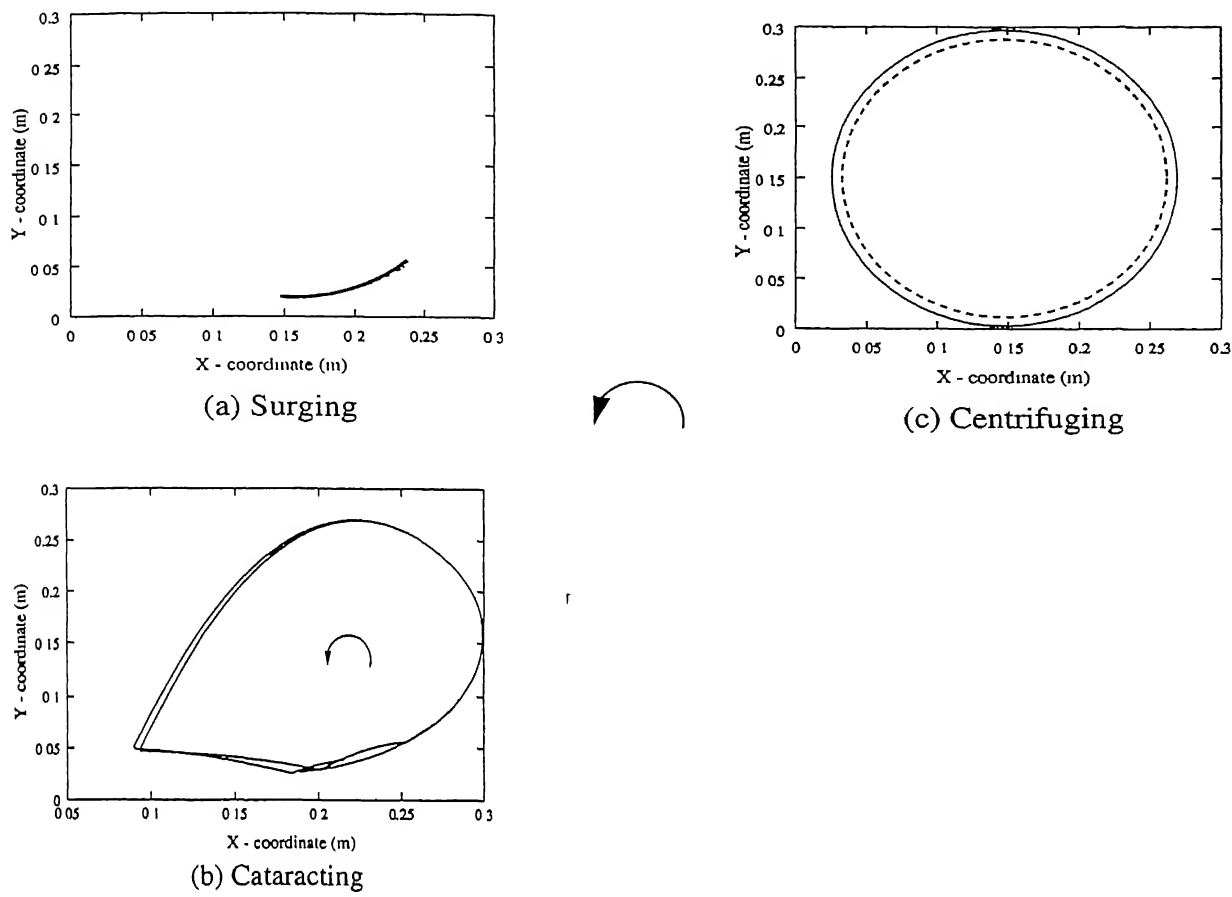 0.3
0 25
0.2
0 15
0 1
0 05
0
Y - coordinate (m)
0 0 05 0 1 0 15 0 2 0 25 0 3
X - coordinate (m)
(a) Surging
0.3
0.25
0.2
0 15
0 1
0 05
0
Y - coordinate (m)
0 0 05 0 1 0 15 0 2 0 25 0 3
X - coordinate (m)
(c) Centrifuging
0.3
0.25
0 2
0 15
0 1
0 05
0
Y - coordinate (m)
0 05 0 1 0 15 0 2 0.25 0 3
X - coordinate (m)
(b) Cataracting